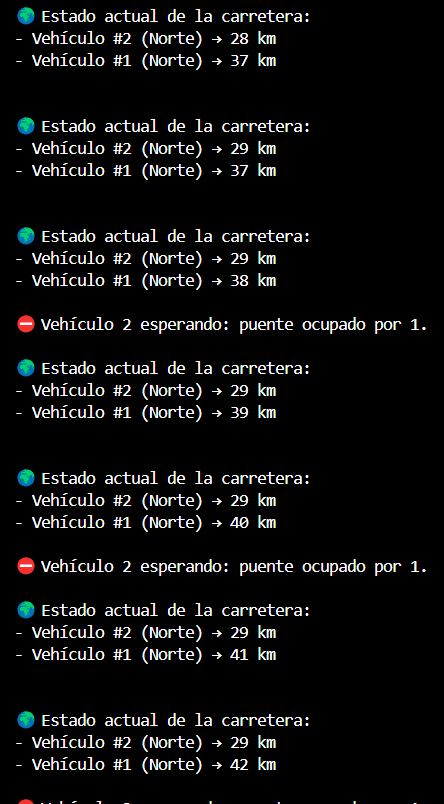 🌍 Estado actual de la carretera:
- Vehículo #2 (Norte) → 28 km
- Vehículo #1 (Norte) → 37 km
🌍 Estado actual de la carretera:
- Vehículo #2 (Norte) → 29 km
- Vehículo #1 (Norte) → 37 km
🌍 Estado actual de la carretera:
- Vehículo #2 (Norte) → 29 km
- Vehículo #1 (Norte) → 38 km
⛔ Vehículo 2 esperando: puente ocupado por 1.
🌍 Estado actual de la carretera:
- Vehículo #2 (Norte) → 29 km
- Vehículo #1 (Norte) → 39 km
🌍 Estado actual de la carretera:
- Vehículo #2 (Norte) → 29 km
- Vehículo #1 (Norte) → 40 km
⛔ Vehículo 2 esperando: puente ocupado por 1.
🌍 Estado actual de la carretera:
- Vehículo #2 (Norte) → 29 km
- Vehículo #1 (Norte) → 41 km
🌍 Estado actual de la carretera:
- Vehículo #2 (Norte) → 29 km
- Vehículo #1 (Norte) → 42 km